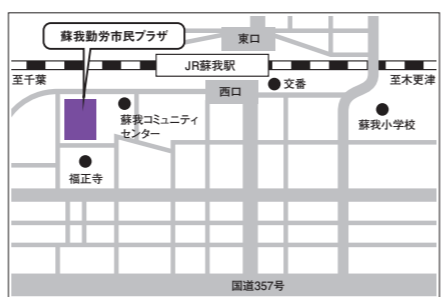 蘇我勤労市民プラザ
東口
JR蘇我駅
至千葉
至木更津
西口
交番
蘇我コミュニティ
センター
蘇我小学校
福正寺
国道357号